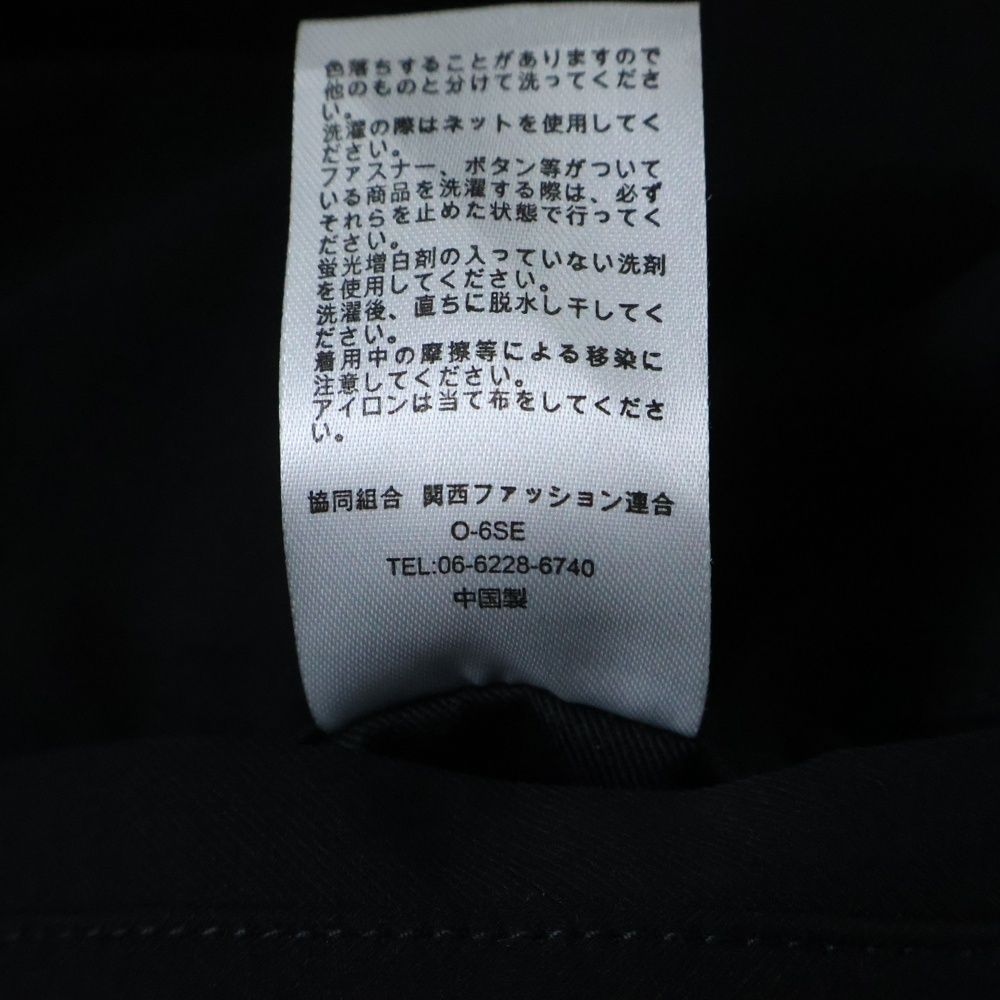 色落ちすることがありますので
他のものと分けて洗ってくださ
い。
洗濯の際はネットを使用してく
ださい。
ファスナー、ボタン等がついて
いる商品を洗濯する際は、必ず
それらを止めた状態で行ってく
ださい。
蛍光増白剤の入っていない洗剤
を使用してください。
洗濯後、直ちに脱水し干してく
ださい。
着用中の摩擦等による移染に
注意してください。
アイロンは当て布をしてくださ
い。
協同組合 関西ファッション連合
O-6SE
TEL:06-6228-6740
中国製